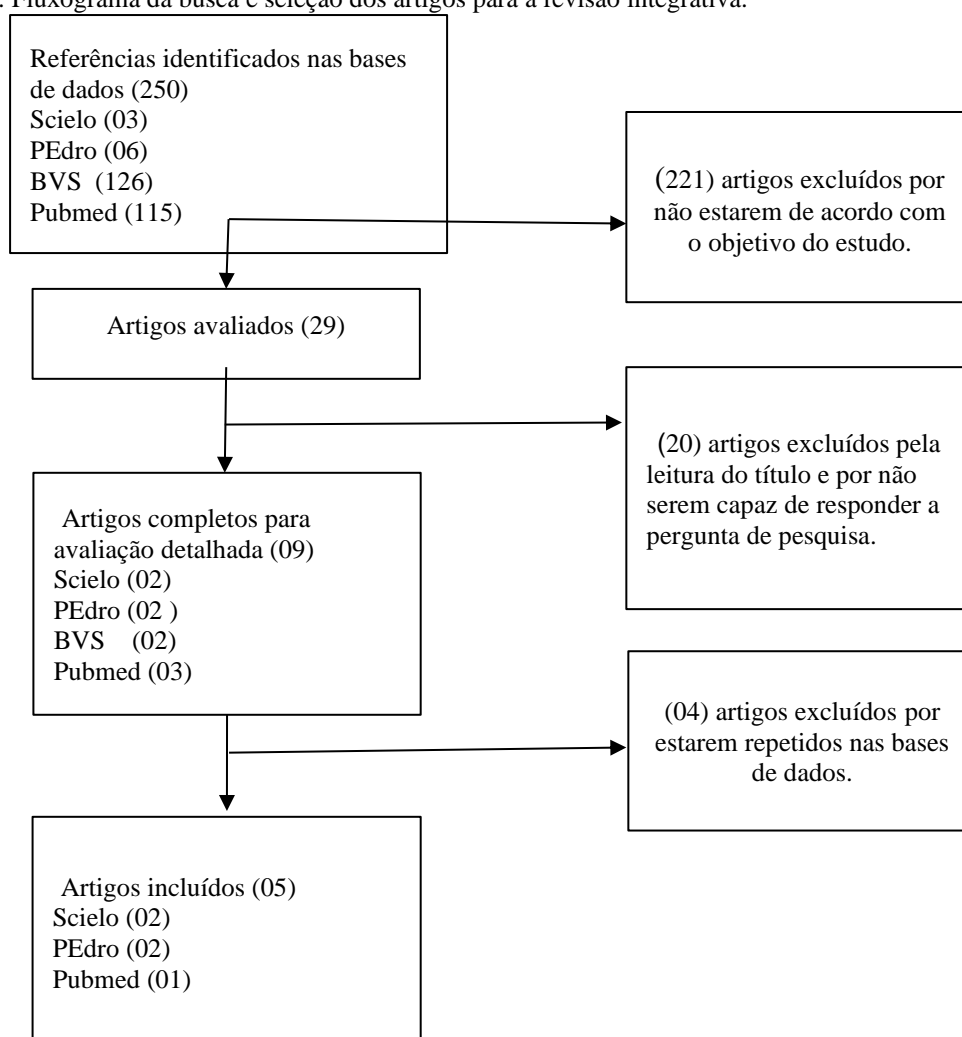 . Fluxograma da busca e seleção dos artigos para a revisão integrativa.
Referências identificados nas bases
de dados (250)
Scielo (03)
PEdro (06)
BVS (126)
Pubmed (115)
(221) artigos excluídos por
não estarem de acordo com
o objetivo do estudo.
Artigos avaliados (29)
(20) artigos excluídos pela
leitura do título e por não
serem capaz de responder a
pergunta de pesquisa.
Artigos completos para
avaliação detalhada (09)
Scielo (02)
PEdro (02 )
BVS (02)
Pubmed (03)
(04) artigos excluídos por
estarem repetidos nas bases
de dados.
Artigos incluídos (05)
Scielo (02)
PEdro (02)
Pubmed (01)